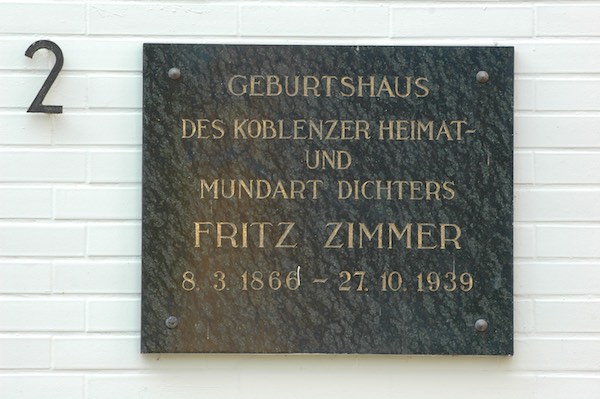 2
GEBURTSHAUS
DES KOBLENZER HEIMAT-
UND
MUNDART DICHTERS
FRITZ ZIMMER
8. 3. 1866 – 27. 10. 1939